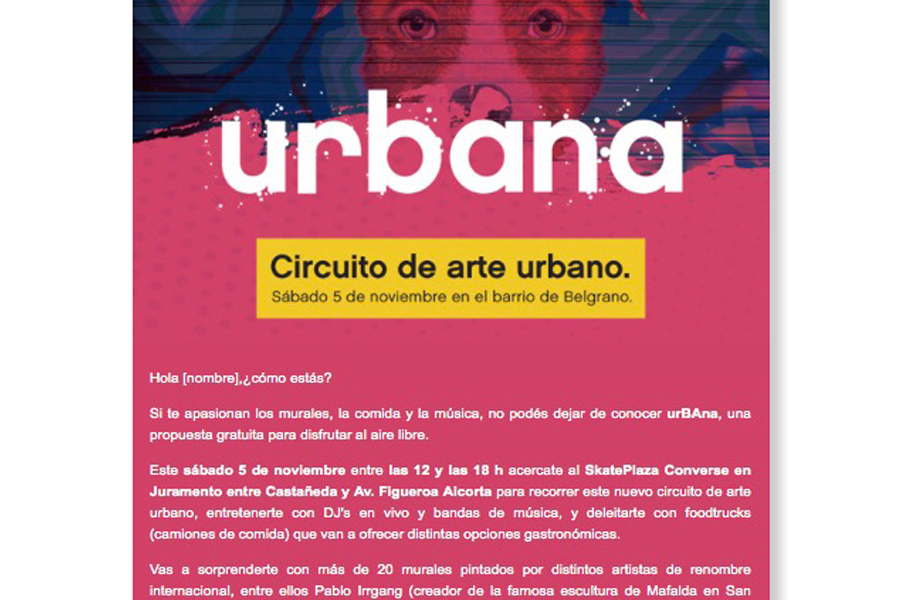 urbana
Circuito de arte urbano.
Sábado 5 de noviembre en el barrio de Belgrano.
Hola [nombre],¿cómo estás?
Si te apasionan los murales, la comida y la música, no podés dejar de conocer urBAna, una
propuesta gratuita para disfrutar al aire libre.
Este sábado 5 de noviembre entre las 12 y las 18 h acercate al SkatePlaza Converse en
Juramento entre Castañeda y Av. Figueroa Alcorta para recorrer este nuevo circuito de arte
urbano, entretenerte con DJ's en vivo y bandas de música, y deleitarte con foodtrucks
(camiones de comida) que van a ofrecer distintas opciones gastronómicas.
Vas a sorprenderte con más de 20 murales pintados por distintos artistas de renombre
internacional, entre ellos Pablo Irrgang (creador de la famosa escultura de Mafalda en San